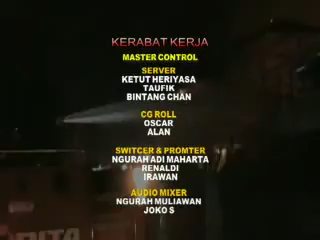 KERABAT KERJA
MASTER CONTROL
SERVER
KETUT HERIYASA
TAUFIK
BINTANG CHAN
CG ROLL
OSCAR
ALAN
SWITCER & PROMTER
NGURAH ADI MAHARTA
RENALDI
IRAWAN
AUDIO MIXER
NGURAH MULIAWAN
JOKO S